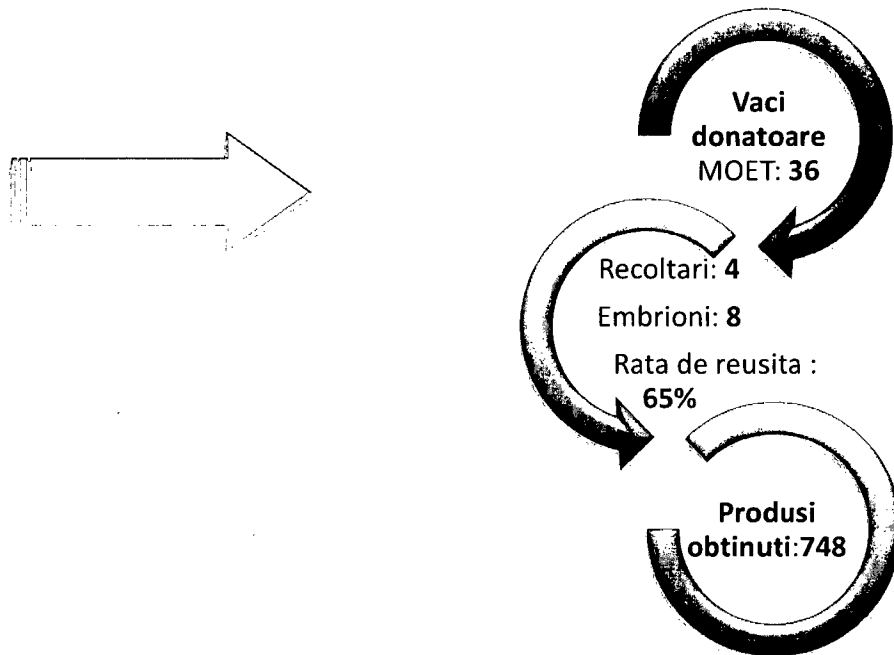 Vaci
donatoare
MOET: 36
Recoltari: 4
Embrioni: 8
Rata de reusita :
65%
Produsi
obtinuti:748